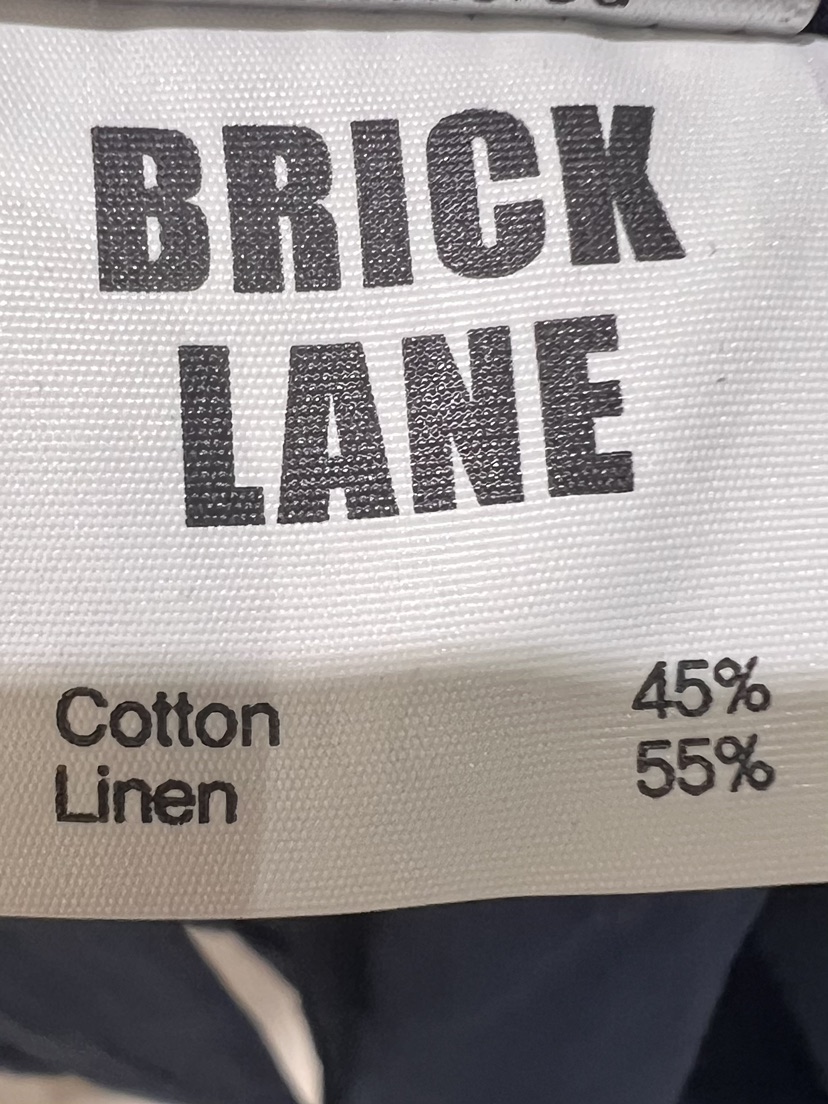 BRICK
LANE
Cotton 45%
Linen 55%